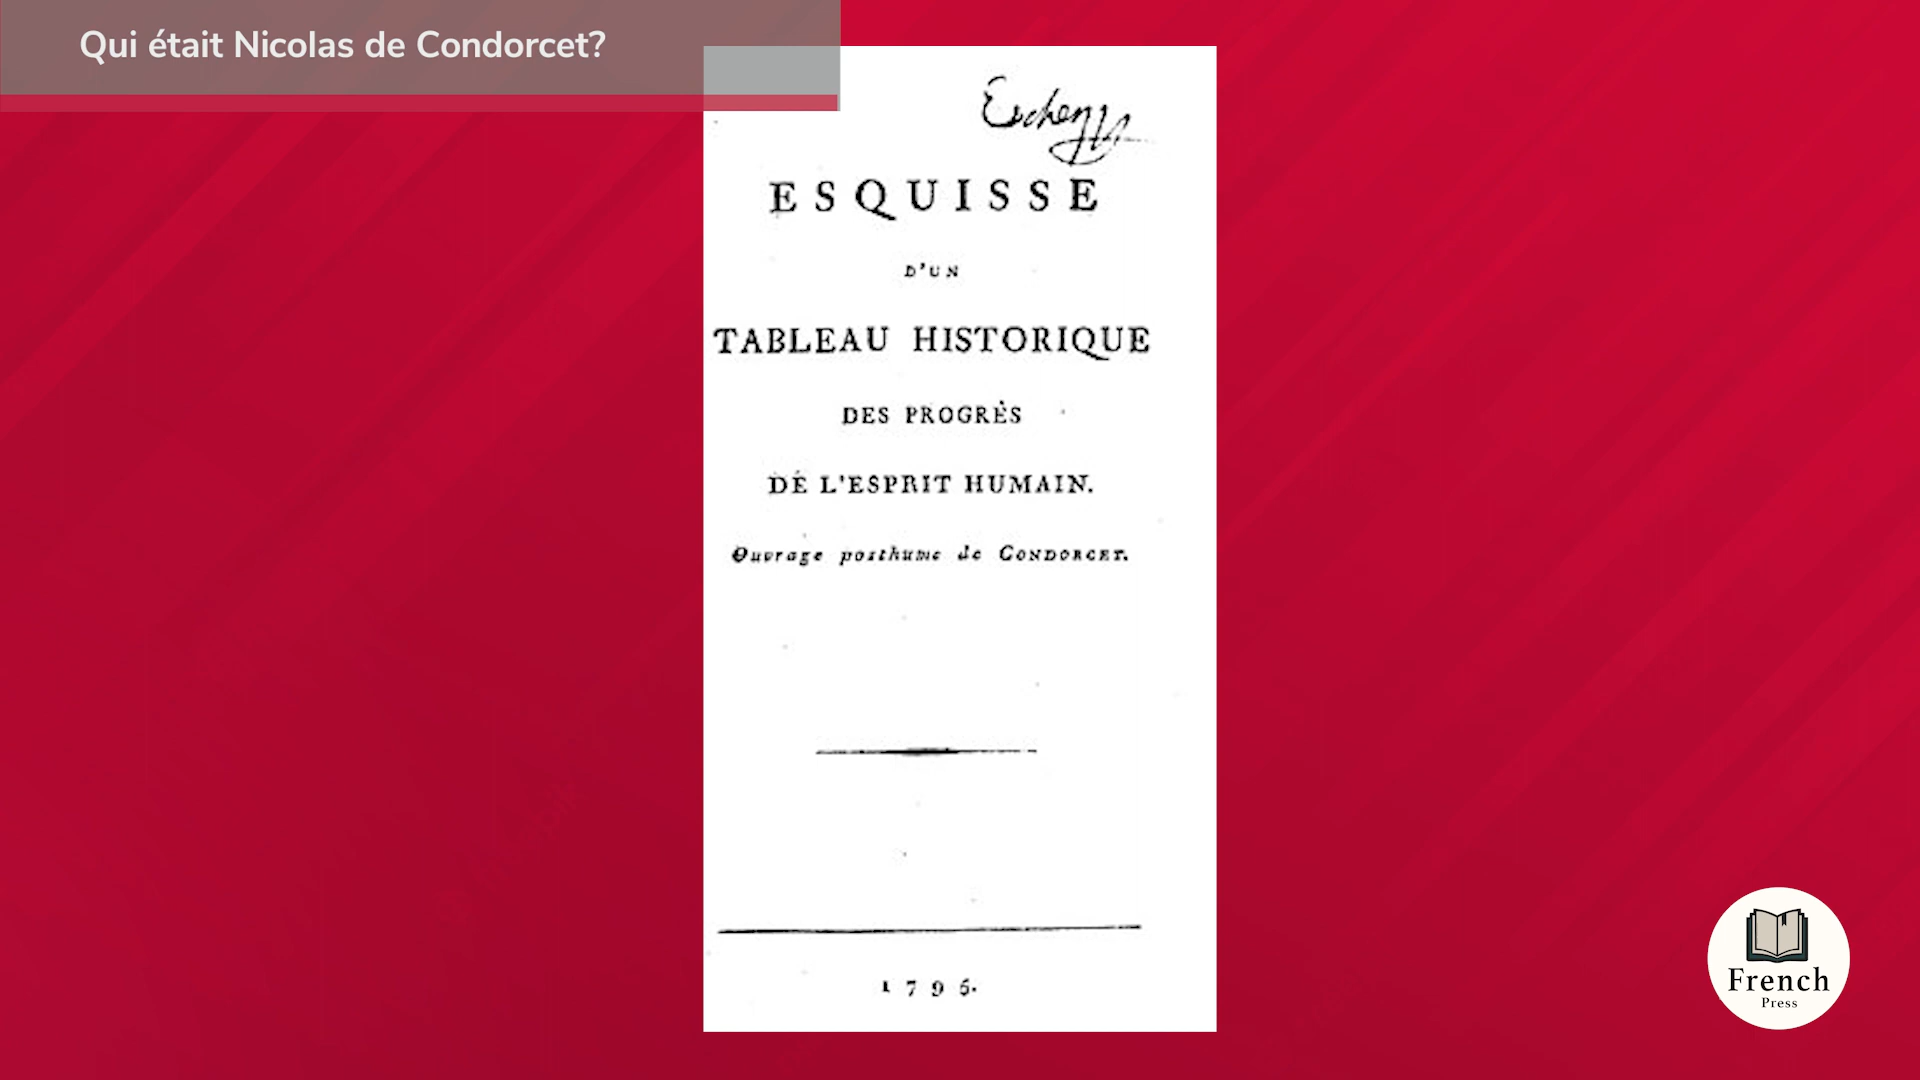 Qui était Nicolas de Condorcet?
ESQUISSE
D'UN
TABLEAU HISTORIQUE
DES PROGRÈS
DE L'ESPRIT HUMAIN.
Ouvrage posthume de CONDORCET.
1795.
French
Press